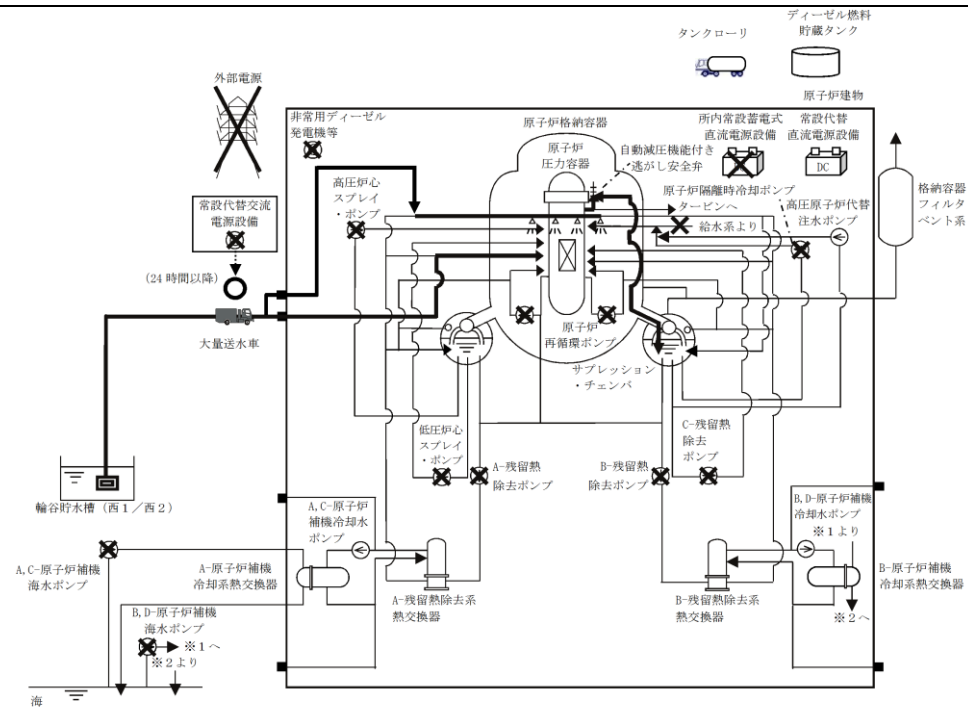 ディーゼル燃料
貯蔵タンク
タンクローリ
外部電源
原子炉建物
非常用ディーゼル
発電機等
原子炉格納容器
所内常設蓄電式
直流電源設備
常設代替
直流電源設備
DC
原子炉
圧力容器
自動減圧機能付き
逃がし安全弁
高圧炉心
スプレイ
・ポンプ
原子炉隔離時冷却ポンプ
タービンへ
給水系より
高圧原子炉代替
注水ポンプ
格納容器
フィルタ
ベント系
常設代替交流
電源設備
(24時間以降)
大量送水車
原子炉
再循環ポンプ
サプレッション
・チェンバ
低圧炉心
スプレイ
・ポンプ
A-残留熱
除去ポンプ
B-残留熱
除去ポンプ
C-残留熱
除去
ポンプ
輪谷貯水槽(西1/西2)
A,C-原子炉
補機冷却水
ポンプ
B,D-原子炉補機
冷却水ポンプ
※1より
A,C-原子炉補機
海水ポンプ
A-原子炉補機
冷却系熱交換器
A-残留熱除去系
熱交換器
B-残留熱除去系
熱交換器
B-原子炉補機
冷却系熱交換器
※2へ
B,D-原子炉補機
海水ポンプ
※1へ
※2より
海